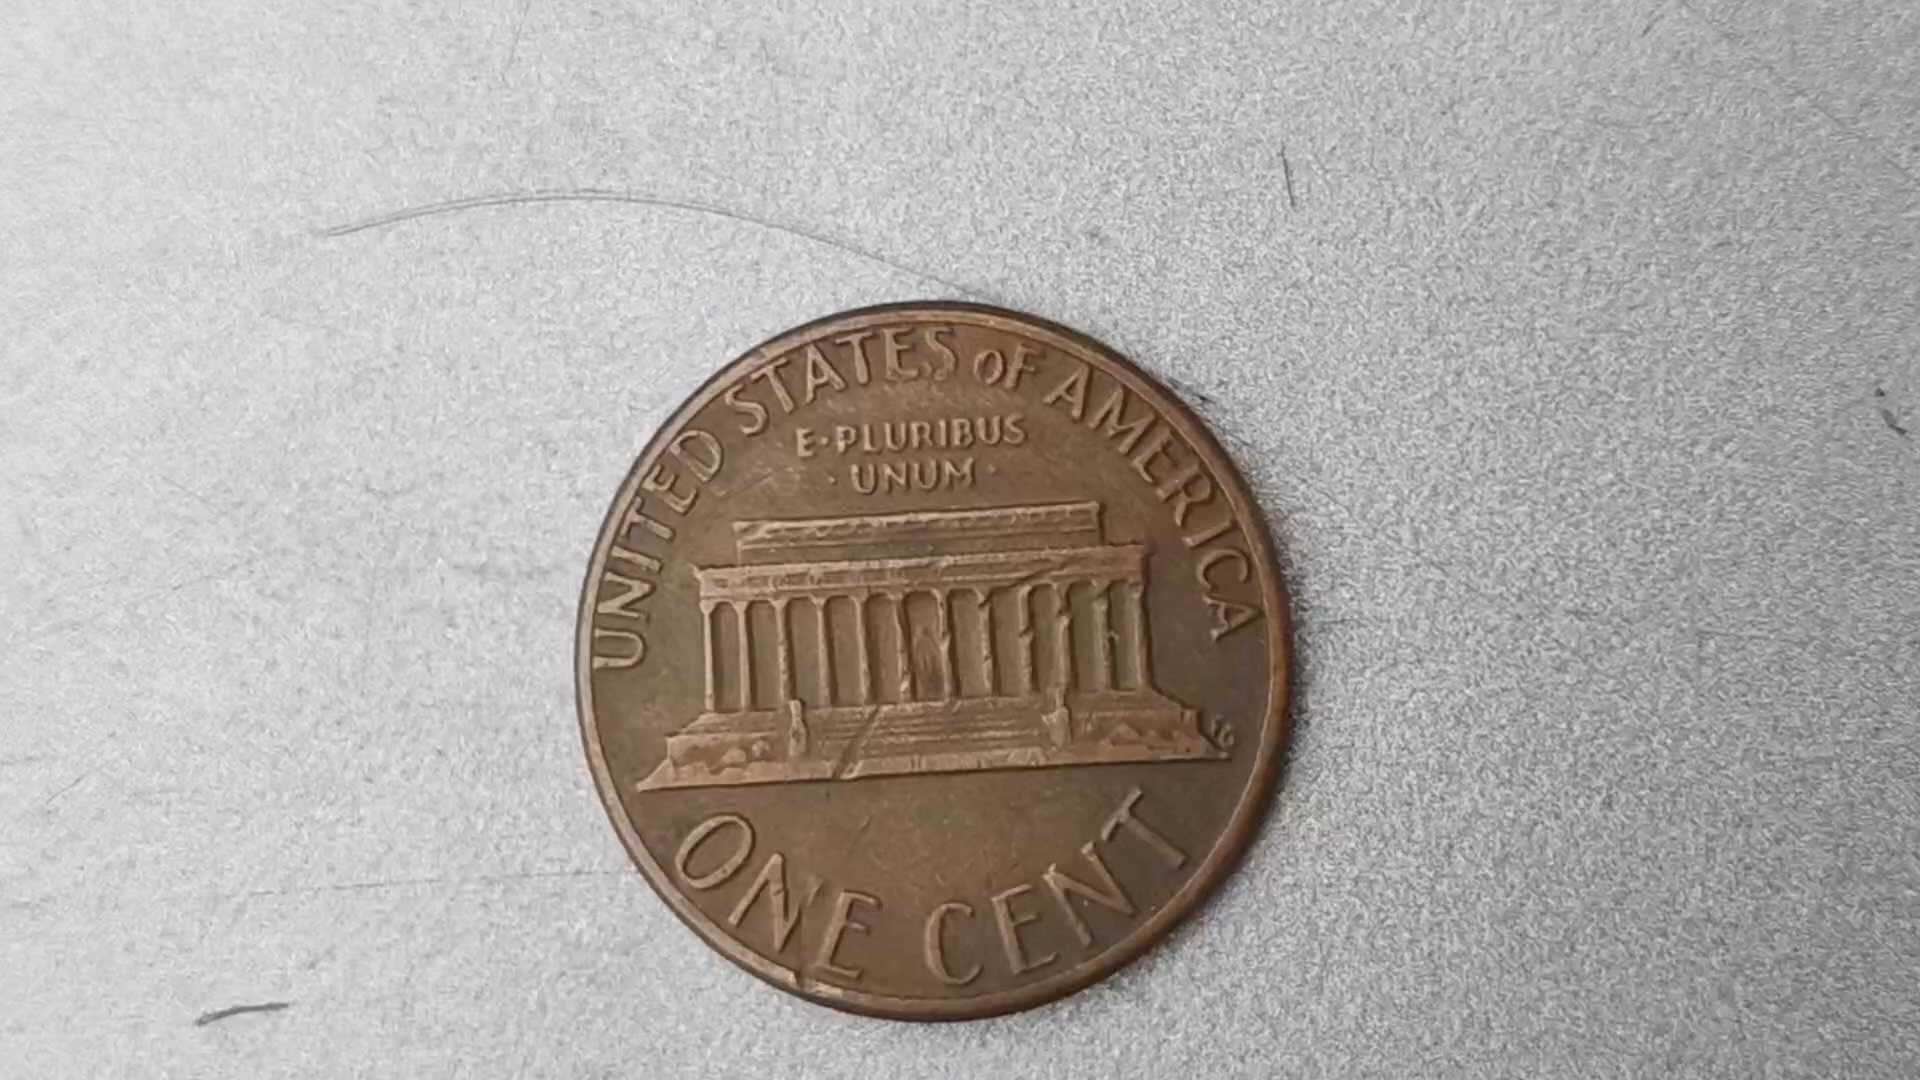 UNITED STATES OF AMERICA
E·PLURIBUS
·UNUM·
ONE CENT